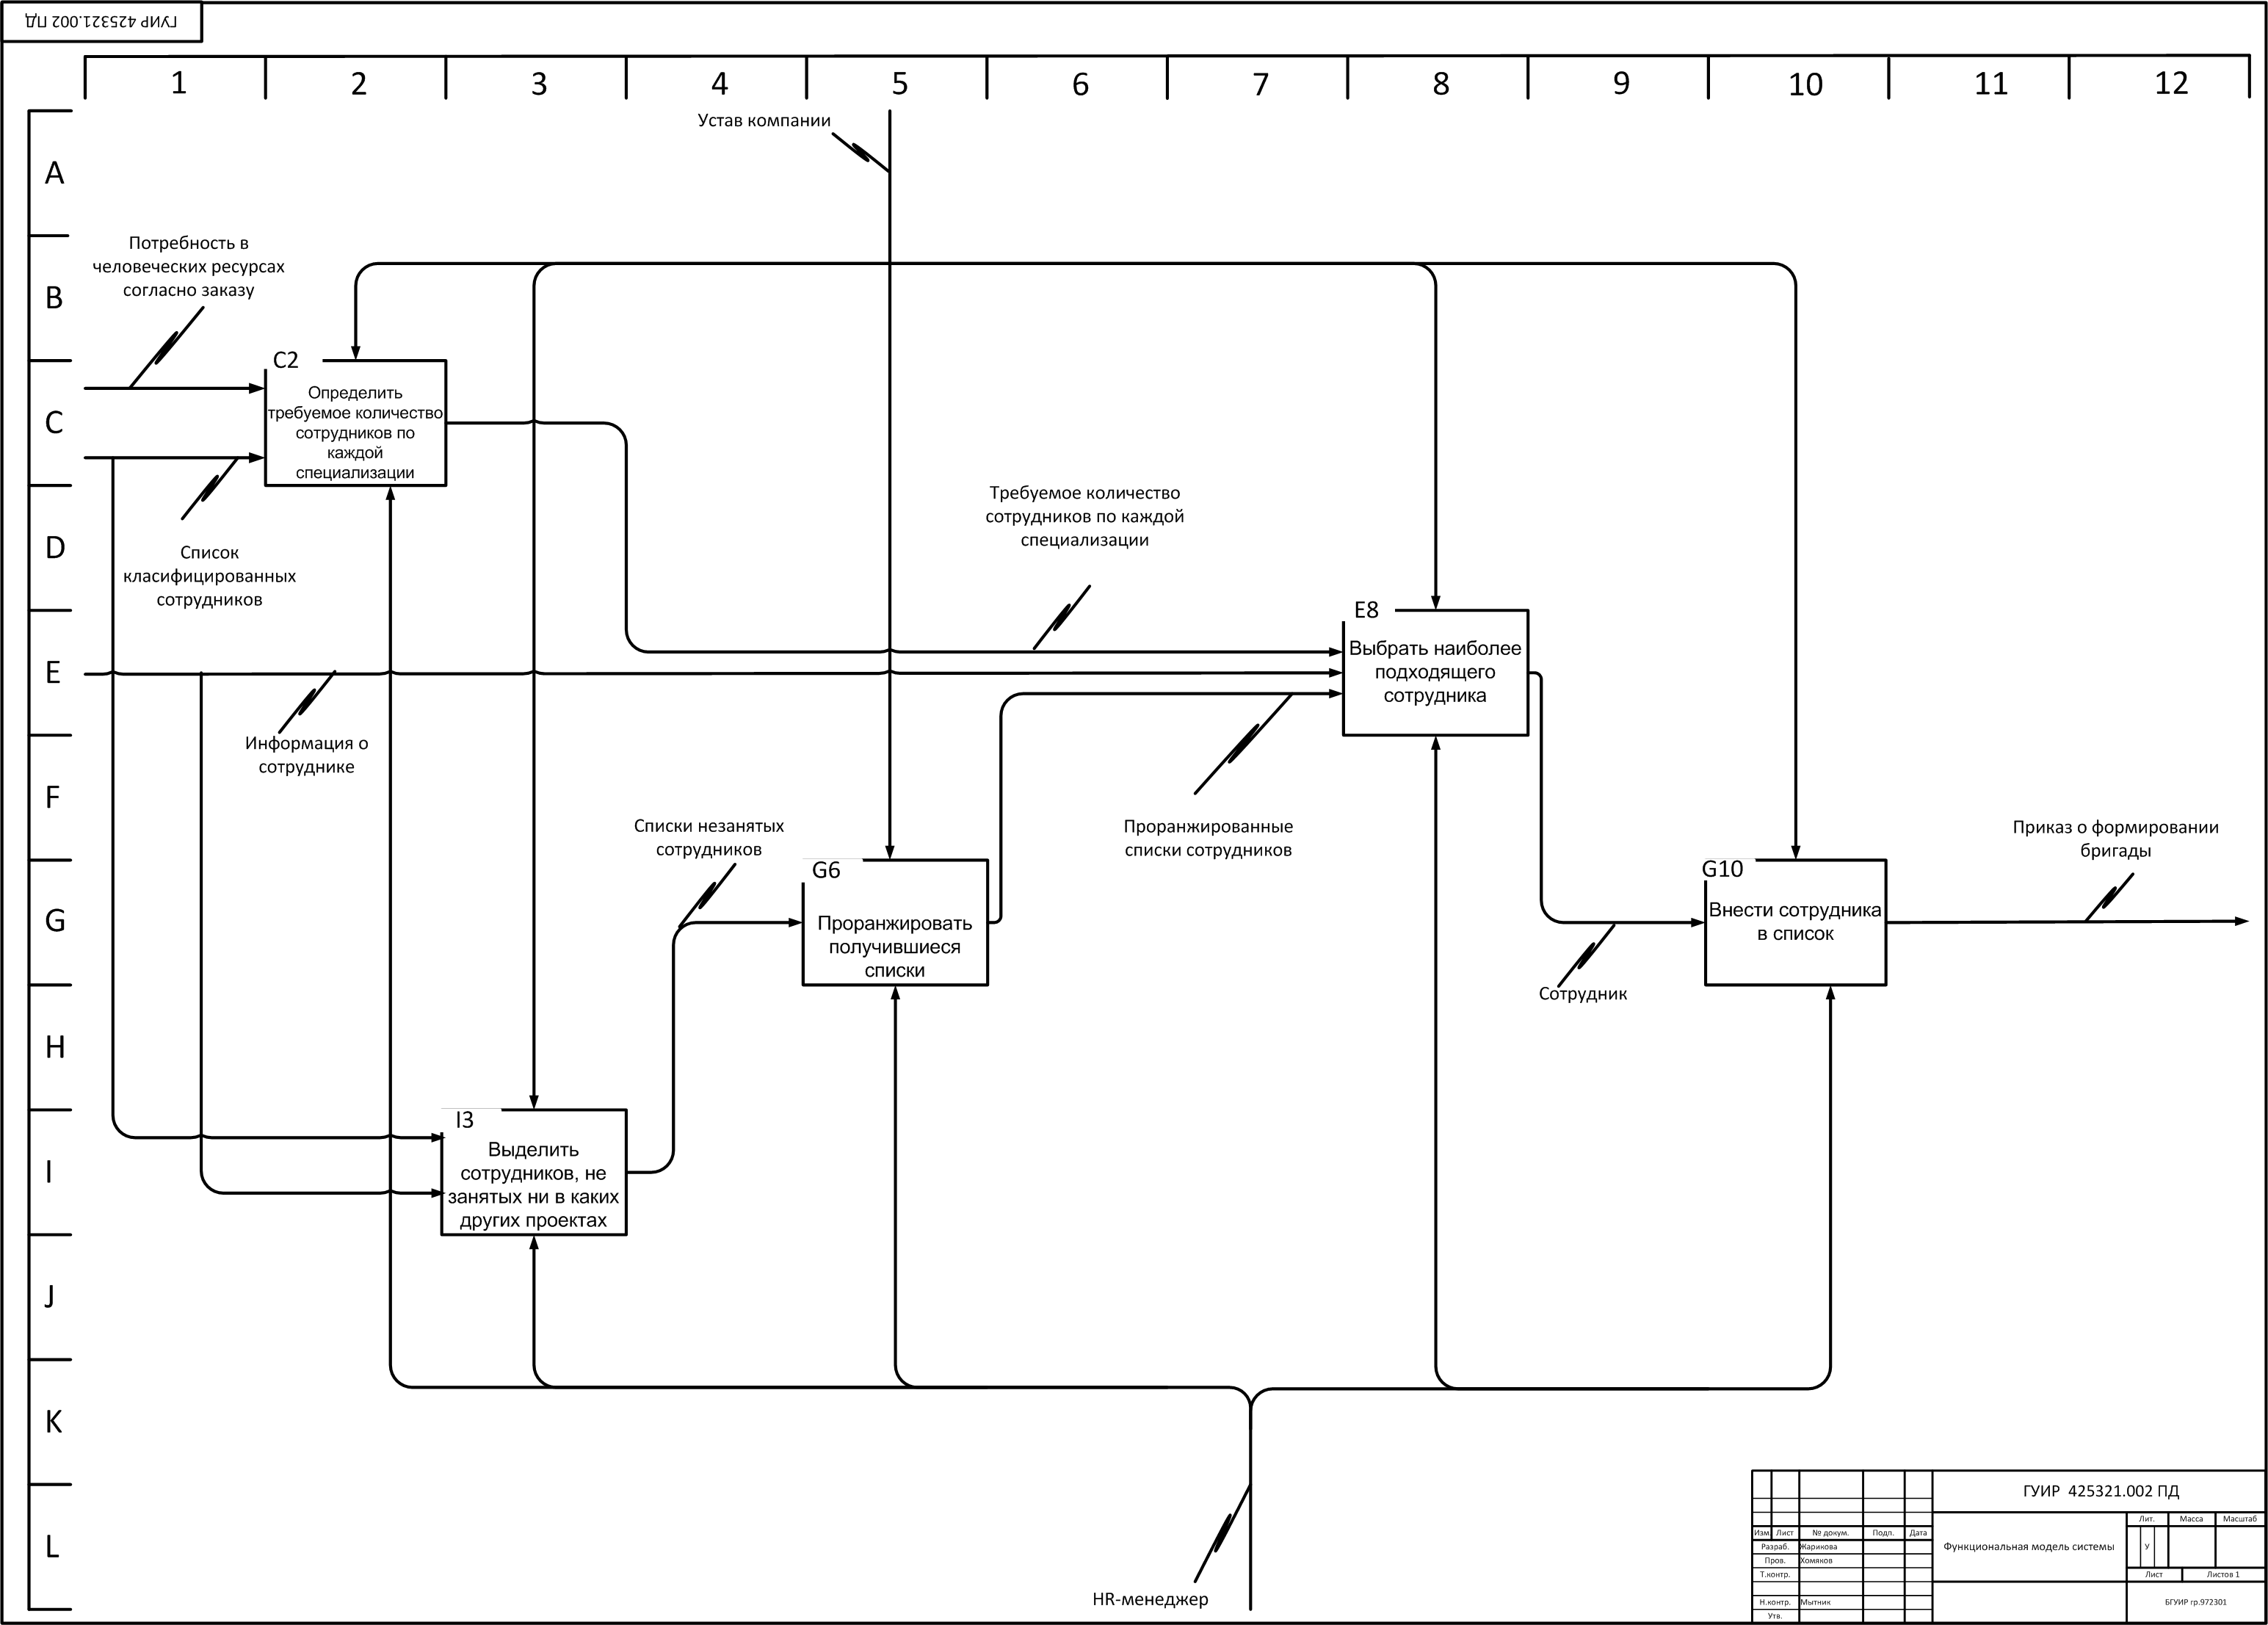 ГУИР 425321.002 ПД
1 2 3 4 5 6 7 8 9 10 11 12
Устав компании
A
Потребность в
человеческих ресурсах
согласно заказу
B
C2
Определить
требуемое количество
сотрудников по
каждой
специализации
C
Требуемое количество
сотрудников по каждой
специализации
Список
класифицированных
сотрудников
D
E8
Выбрать наиболее
подходящего
сотрудника
E
Информация о
сотруднике
F
Списки незанятых
сотрудников
Проранжированные
списки сотрудников
Приказ о формировании
бригады
G6
Проранжировать
получившиеся
списки
G10
Внести сотрудника
в список
G
Сотрудник
H
I3
Выделить
сотрудников, не
занятых ни в каких
других проектах
I
J
K
L
HR-менеджер
ГУИР 425321.002 ПД
Лит. Масса Масштаб
Изм. Лист № докум. Подп. Дата
Разраб. Жарикова
Функциональная модель системы
У
Пров. Хомяков
Т.контр.
Лист Листов 1
Н.контр. Мытник
БГУИР гр.972301
Утв.